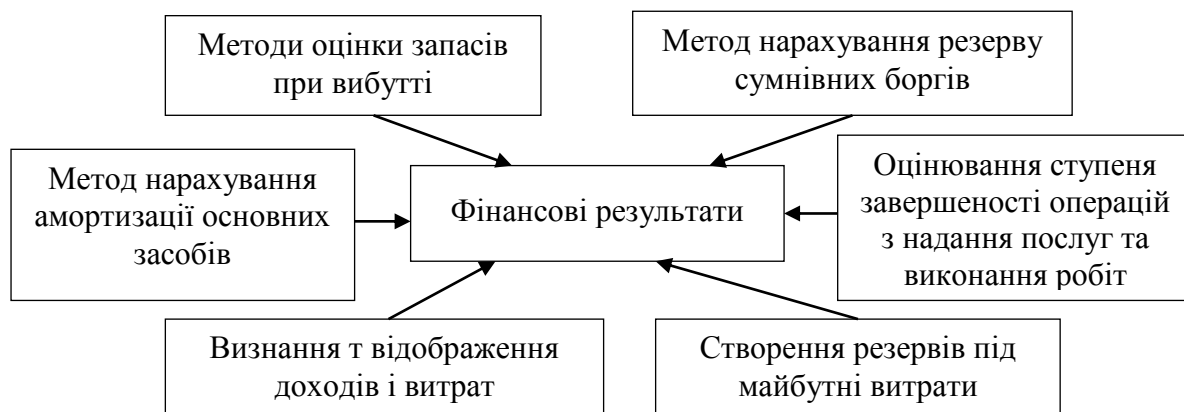 Методи оцінки запасів
при вибутті
Метод нарахування резерву
сумнівних боргів
Метод нарахування
амортизації основних
засобів
Фінансові результати
Оцінювання ступеня
завершеності операцій
з надання послуг та
виконання робіт
Визнання т відображення
доходів і витрат
Створення резервів під
майбутні витрати